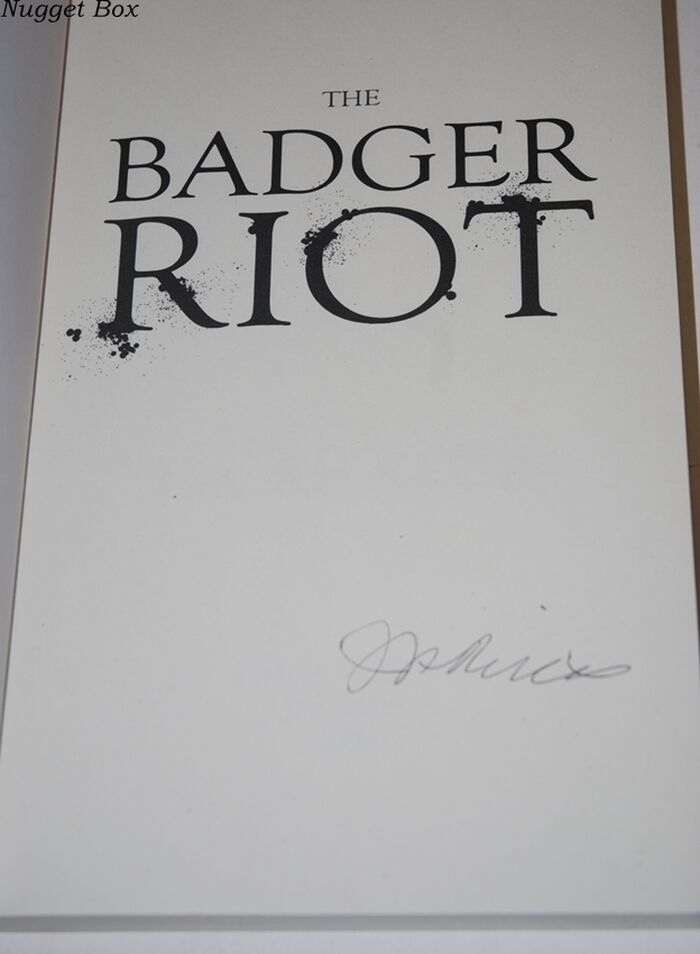 Nugget Box
THE
BADGER
RIOT